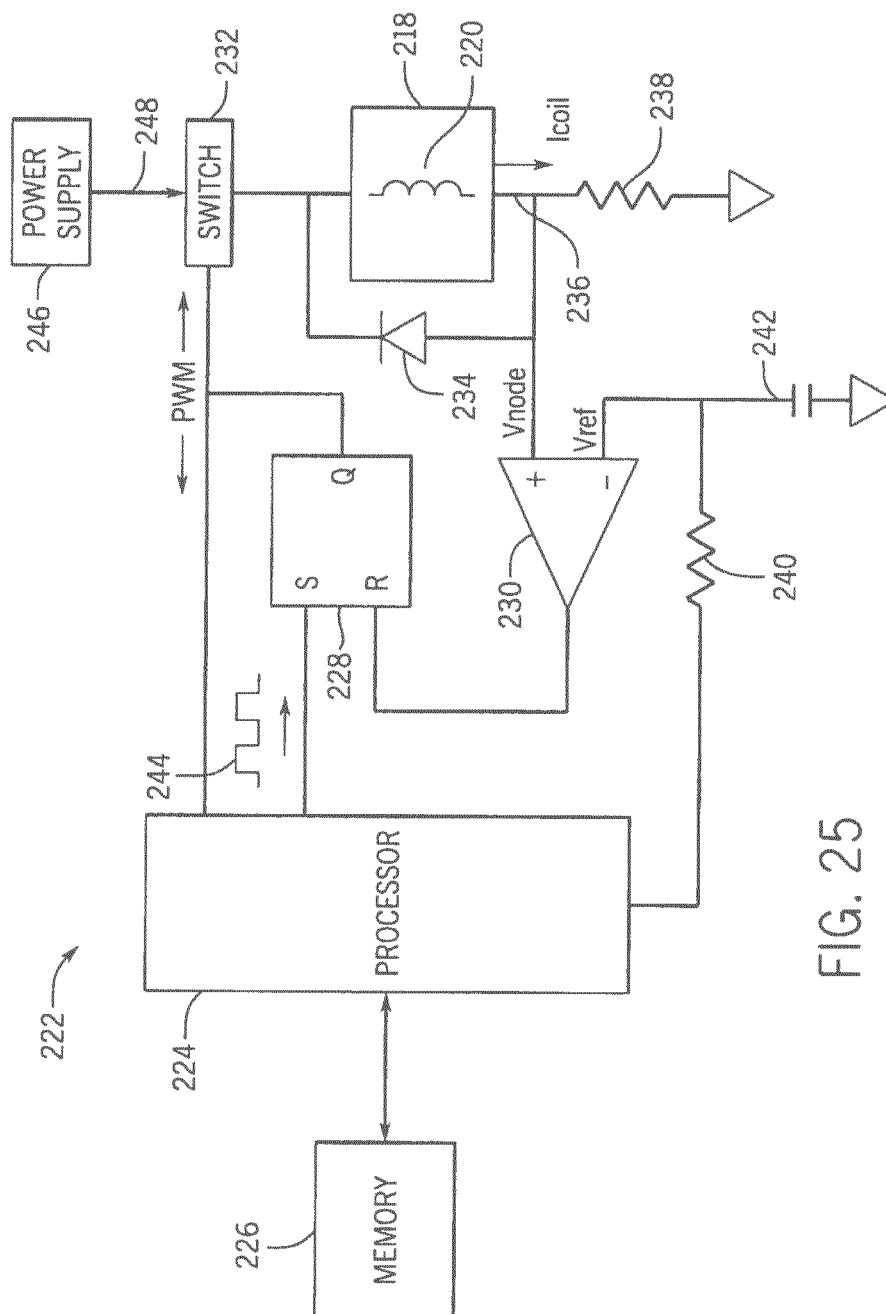 222
224
226
MEMORY
PROCESSOR
244
228
S
R
Q
PWM
246
POWER
SUPPLY
248
SWITCH
232
218
220
Icoil
234
236
238
Vnode
Vref
+
−
230
240
242
FIG. 25